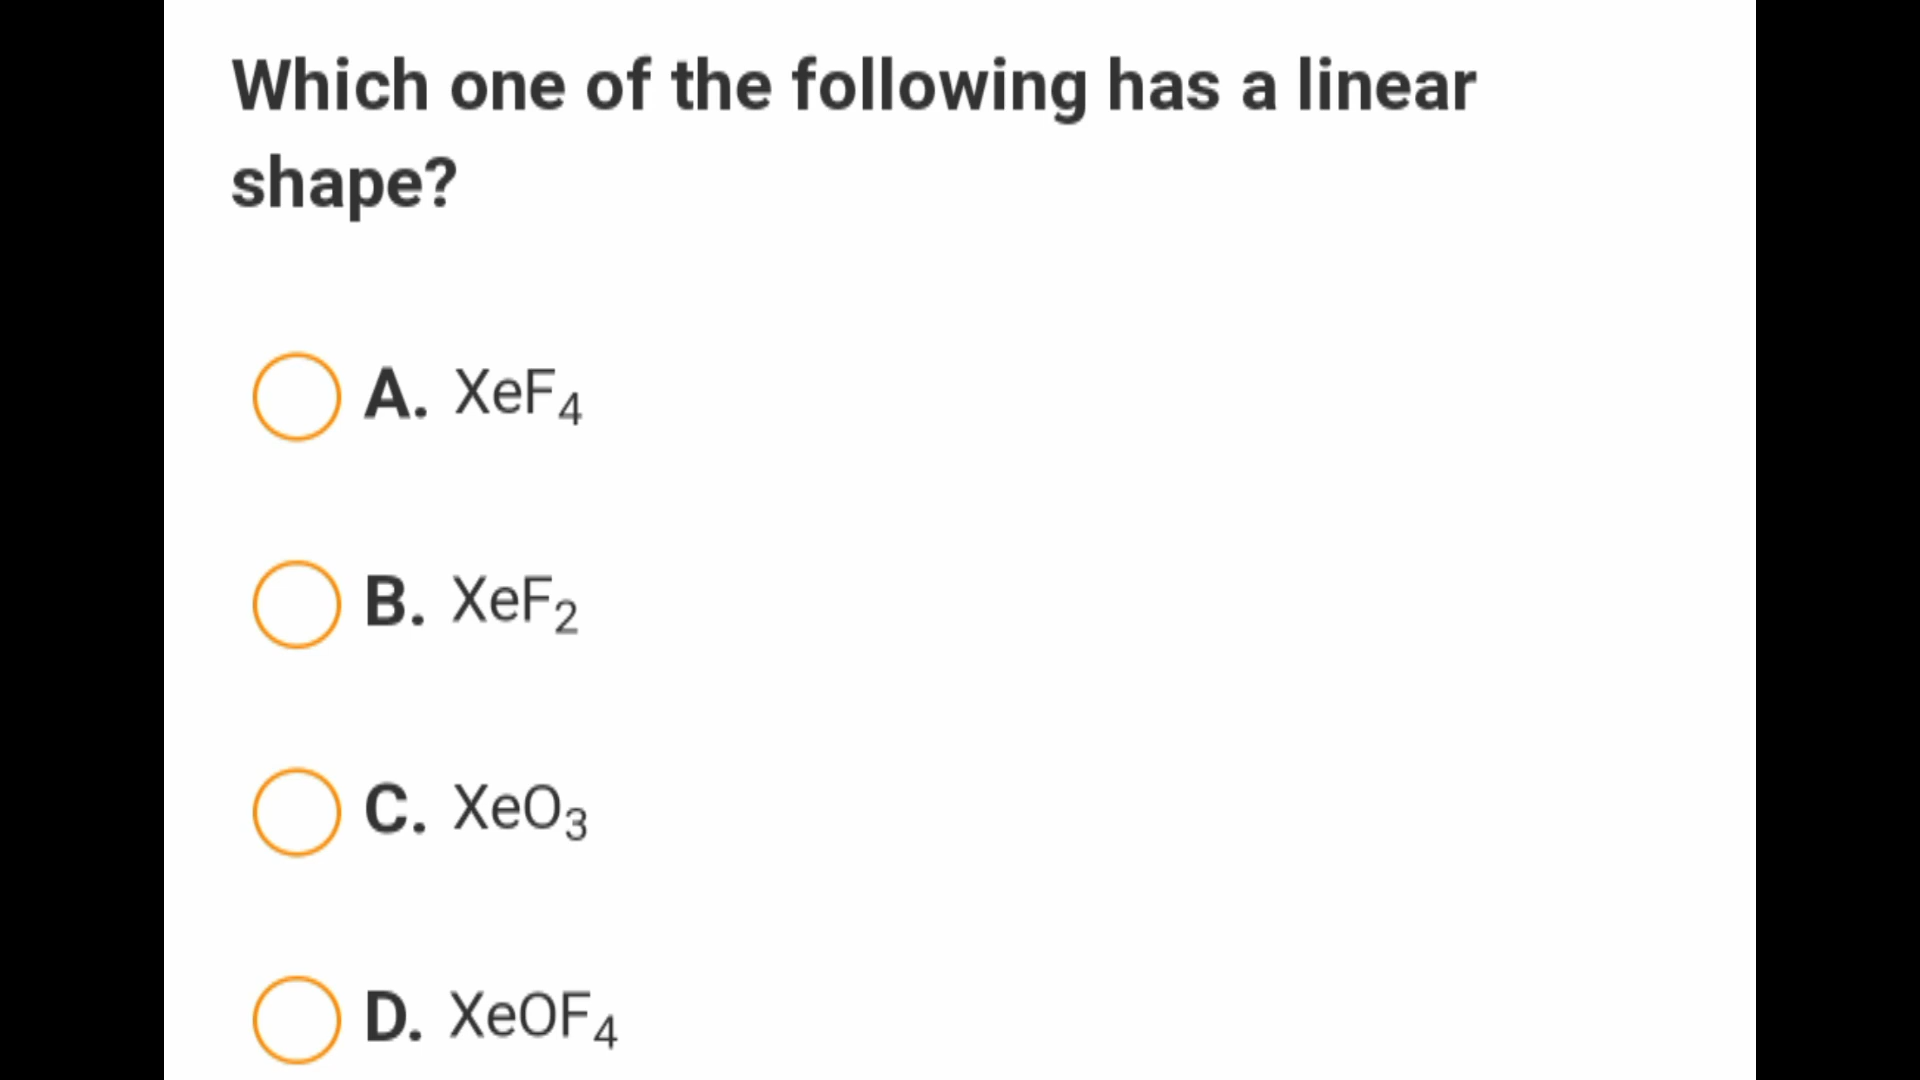 Which one of the following has a linear
shape?
A. XeF₄
B. XeF₂
C. XeO₃
D. XeOF₄